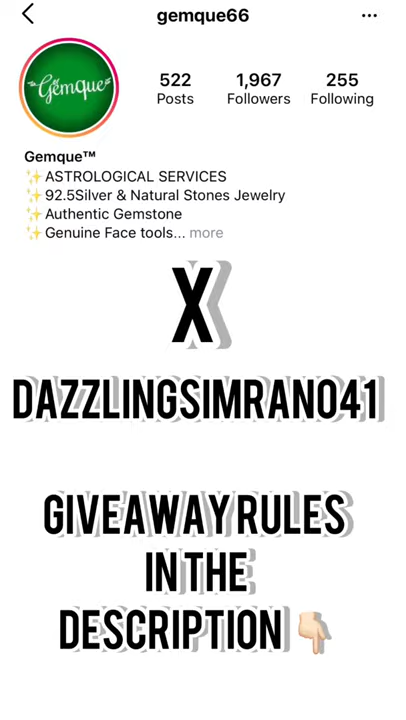 gemque66
Gemque
522
1,967
255
Posts
Followers
Following
Gemque™
✨ ASTROLOGICAL SERVICES
✨ 92.5Silver & Natural Stones Jewelry
✨ Authentic Gemstone
✨ Genuine Face tools... more
X
DAZZLINGSIMRAN041
GIVEAWAY RULES
IN THE
DESCRIPTION 👇🏻